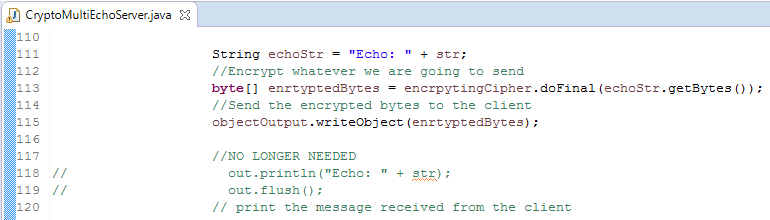 CryptoMultiEchoServer.java
110
111 String echoStr = "Echo: " + str;
112 //Encrypt whatever we are going to send
113 byte[] enrtyptedBytes = encrpytingCipher.doFinal(echoStr.getBytes());
114 //Send the encrypted bytes to the client
115 objectOutput.writeObject(enrtyptedBytes);
116
117 //NO LONGER NEEDED
118 // out.println("Echo: " + str);
119 // out.flush();
120 // print the message received from the client